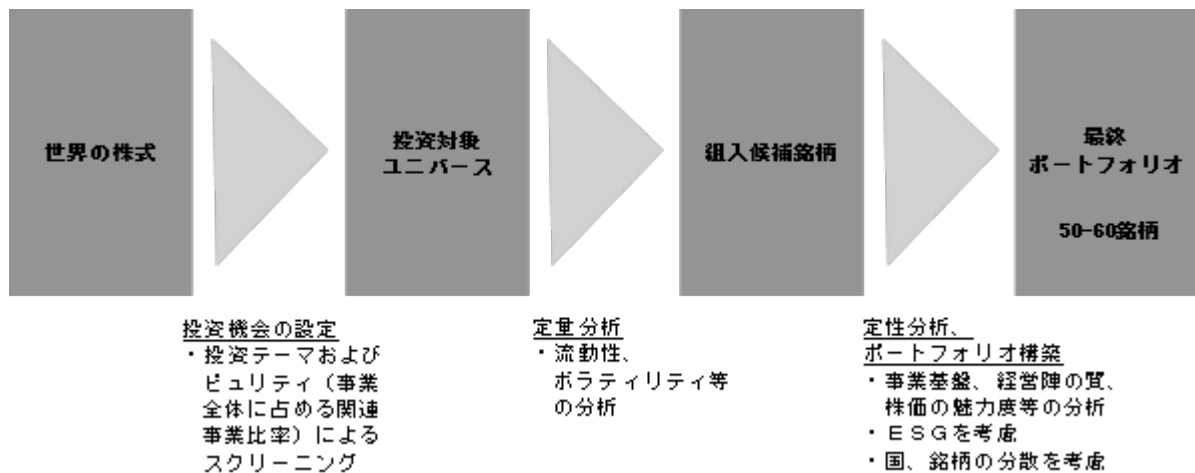 世界の株式
投資対象
ユニバース
組入候補銘柄
最終
ポートフォリオ
50-60銘柄
投資機会の設定
・投資テーマおよび
ピュリティ（事業
全体に占める関連
事業比率）による
スクリーニング
定量分析
・流動性、
ボラティリティ等
の分析
定性分析、
ポートフォリオ構築
・事業基盤、経営陣の質、
株価の魅力度等の分析
・ＥＳＧを考慮
・国、銘柄の分散を考慮